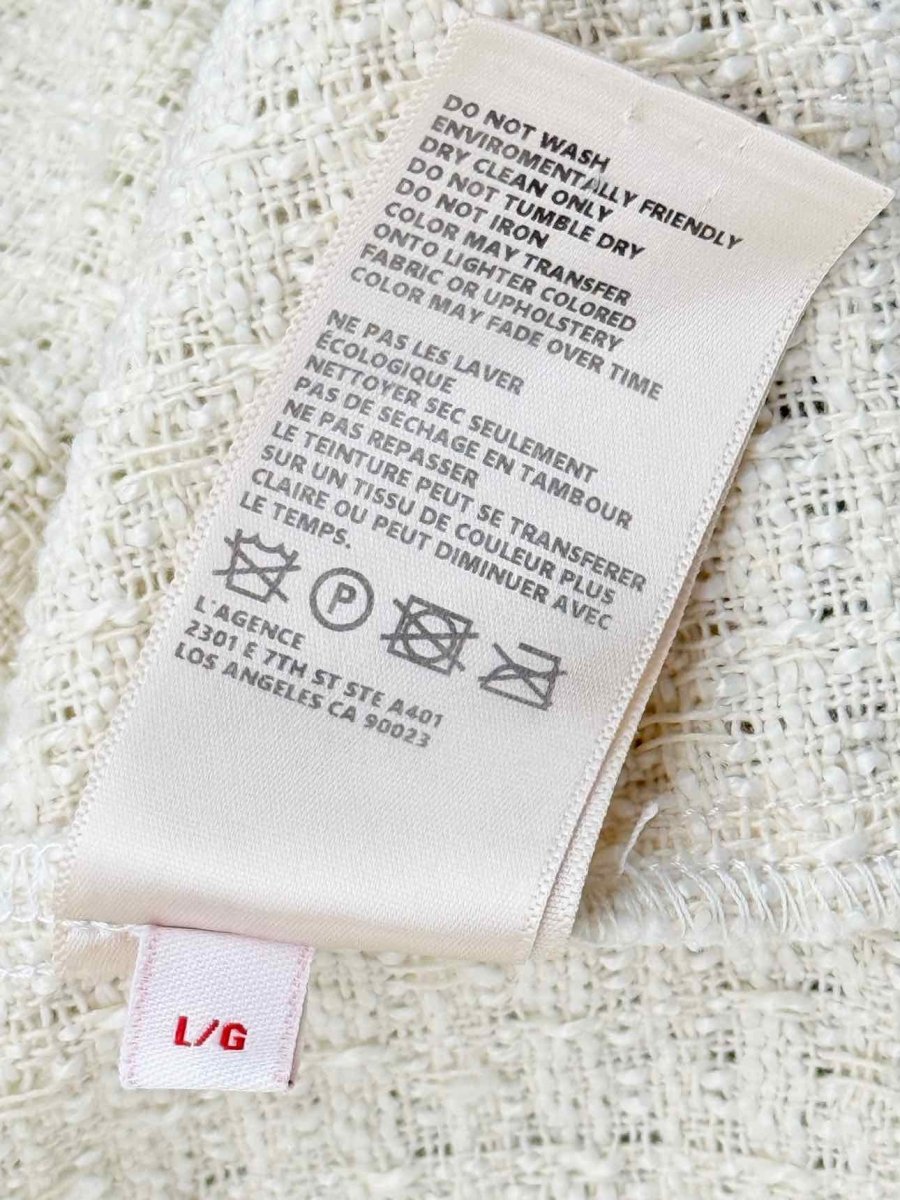 DO NOT WASH
ENVIROMENTALLY FRIENDLY
DRY CLEAN ONLY
DO NOT TUMBLE DRY
DO NOT IRON
COLOR MAY TRANSFER
ONTO LIGHTER COLORED
FABRIC OR UPHOLSTERY
COLOR MAY FADE OVER TIME
NE PAS LES LAVER
ÉCOLOGIQUE
NETTOYER SEC SEULEMENT
PAS DE SECHAGE EN TAMBOUR
NE PAS REPASSER
LE TEINTURE PEUT SE TRANSFERER
SUR UN TISSU DE COULEUR PLUS
CLAIRE OU PEUT DIMINUER AVEC
LE TEMPS.
P
L'AGENCE
2301 E 7TH ST STE A401
LOS ANGELES CA 90023
L/G